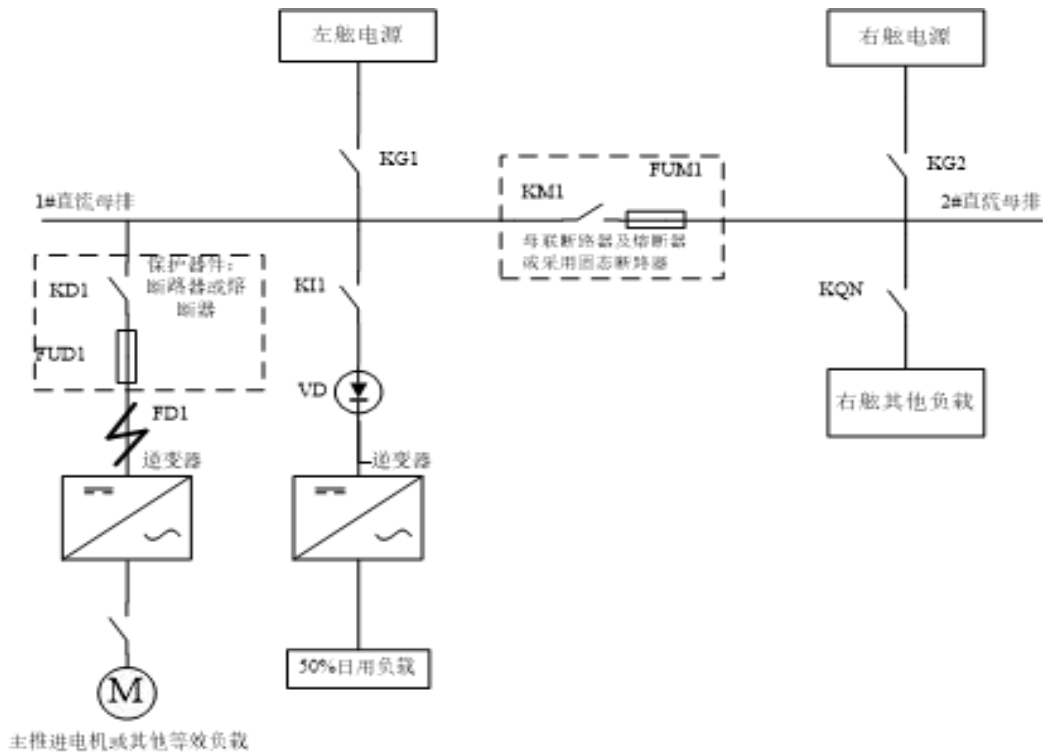 左舷电源
右舷电源
KG1
KG2
KM1
FUM1
1#直流母排
2#直流母排
母联断路器及熔断器
或采用固态断路器
保护器件：
断路器或熔
断器
KD1
KI1
KQN
FUD1
VD
右舷其他负载
FD1
逆变器
逆变器
50%日用负载
M
主推进电机或其他等效负载